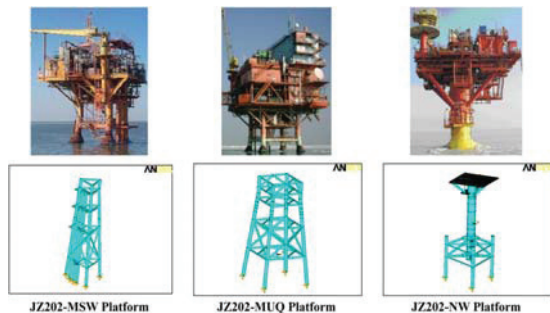 AN
AN
AN
JZ202-MSW Platform
JZ202-MUQ Platform
JZ202-NW Platform